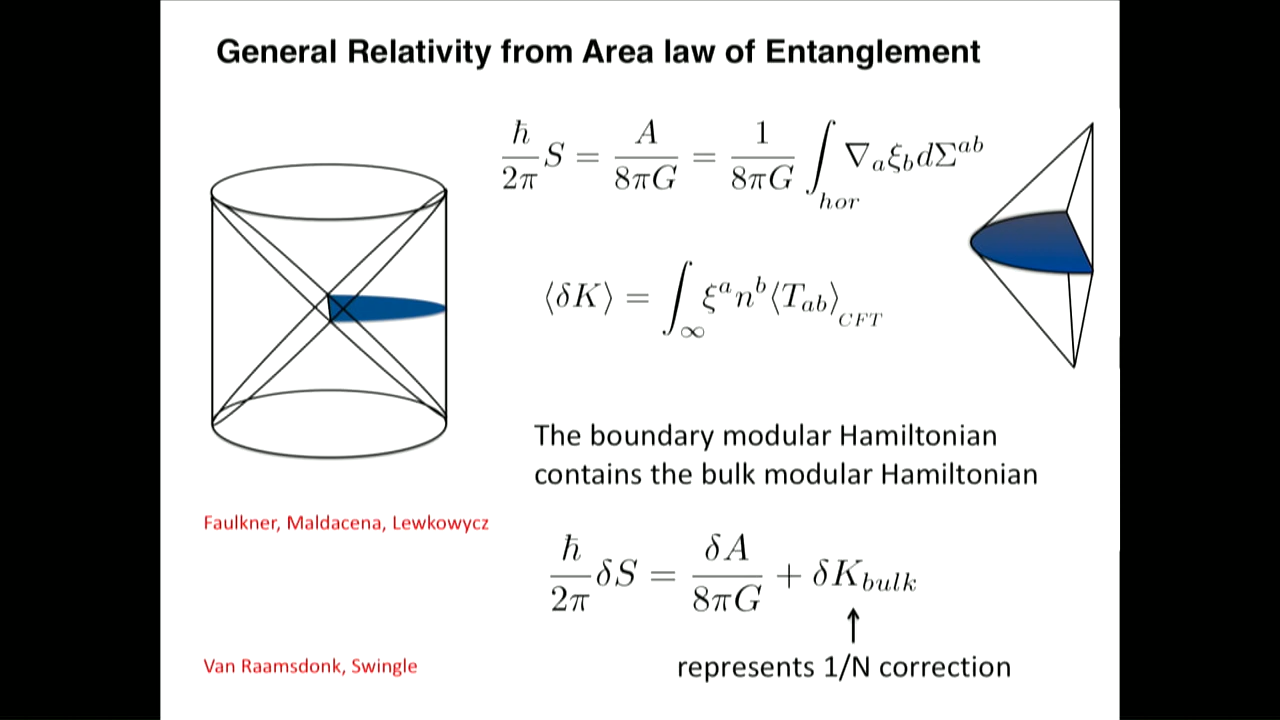 General Relativity from Area law of Entanglement
ħ/2π S = A/8πG = 1/8πG ∫_hor ∇_a ξ_b dΣ^ab
⟨δK⟩ = ∫_∞ ξ^a n^b ⟨T_ab⟩_CFT
The boundary modular Hamiltonian
contains the bulk modular Hamiltonian
Faulkner, Maldacena, Lewkowycz
ħ/2π δS = δA/8πG + δK_bulk
↑
Van Raamsdonk, Swingle
represents 1/N correction